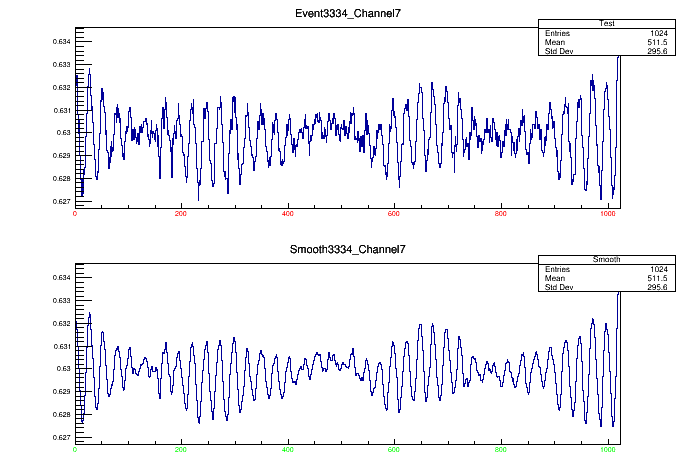 Event3334_Channel7
Test
Entries 1024
Mean 511.5
Std Dev 295.6
0.634
0.633
0.632
0.631
0.63
0.629
0.628
0.627
0 200 400 600 800 1000
Smooth3334_Channel7
Smooth
Entries 1024
Mean 511.5
Std Dev 295.6
0.634
0.633
0.632
0.631
0.63
0.629
0.628
0.627
0 200 400 600 800 1000